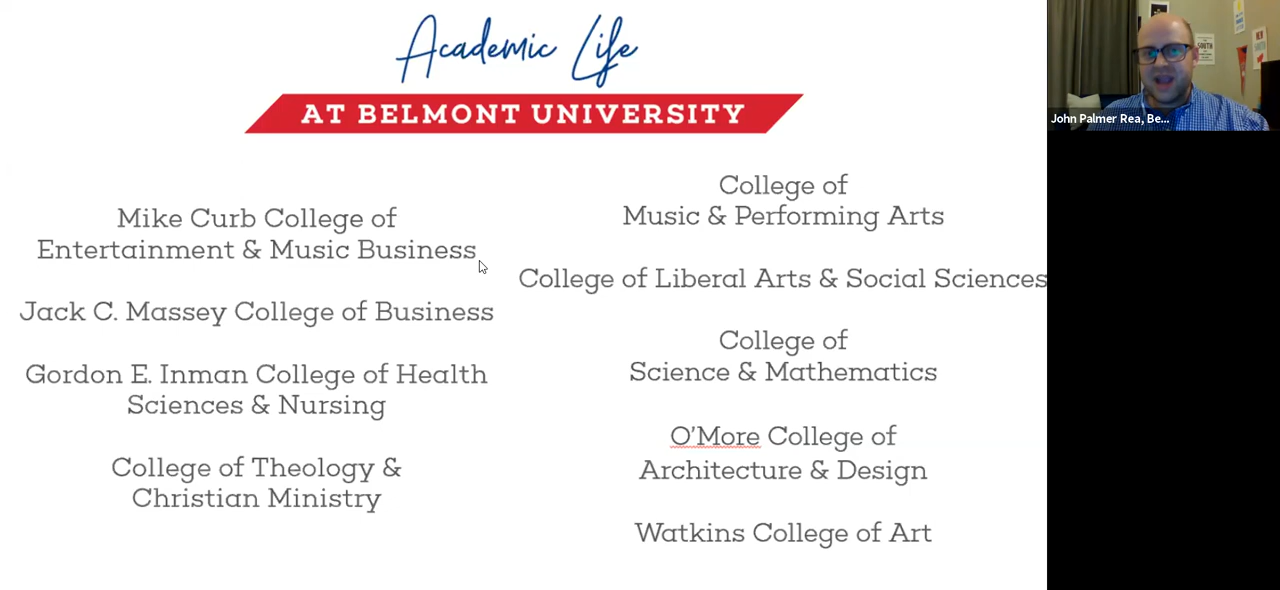 Academic Life
AT BELMONT UNIVERSITY
Mike Curb College of
Entertainment & Music Business
Jack C. Massey College of Business
Gordon E. Inman College of Health
Sciences & Nursing
College of Theology &
Christian Ministry
College of
Music & Performing Arts
College of Liberal Arts & Social Sciences
College of
Science & Mathematics
O'More College of
Architecture & Design
Watkins College of Art
SOUTH
John Palmer Rea, Be...